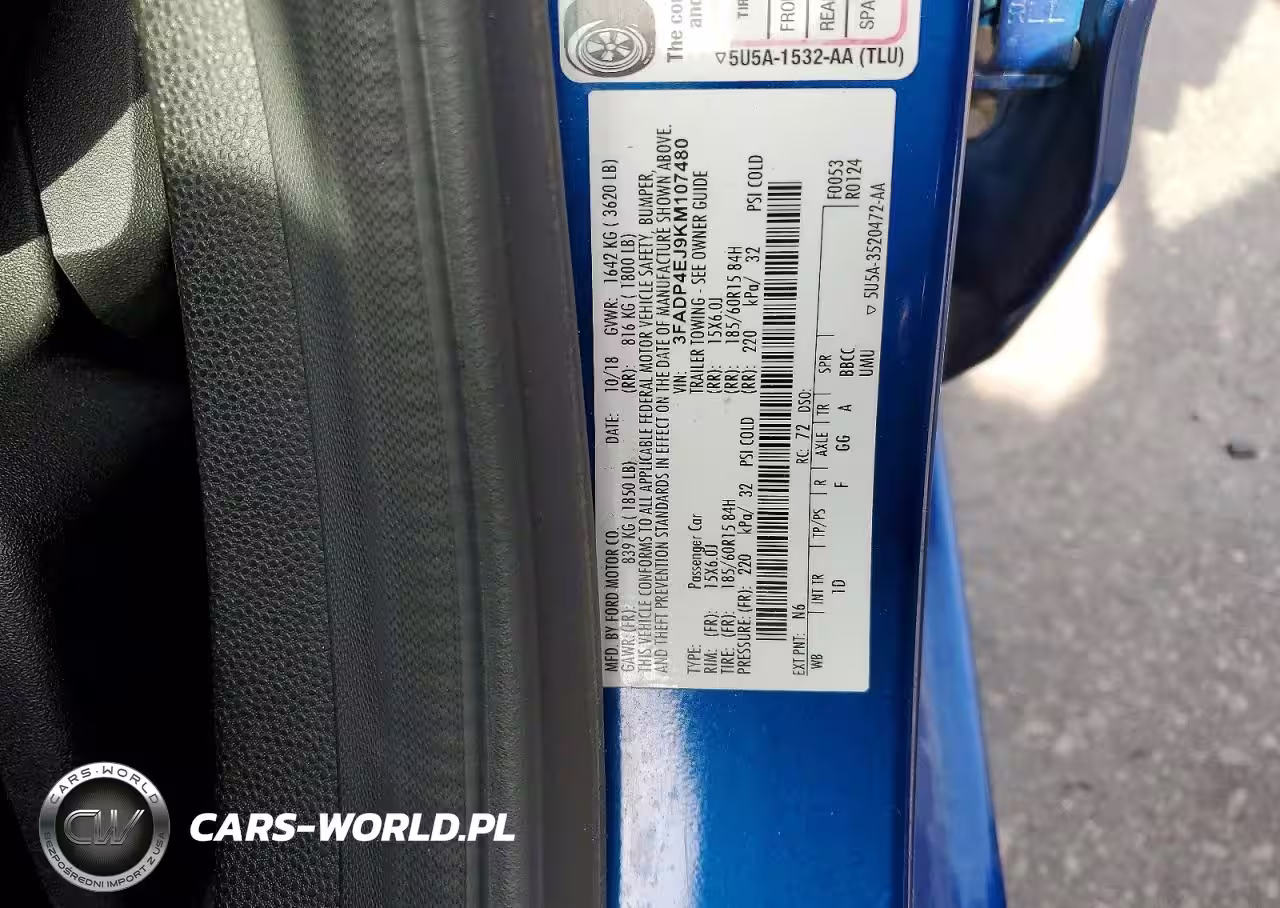 The co
and
TIR
FRO
REA
SPA
▽5U5A-1532-AA (TLU)
MFD. BY FORD MOTOR CO. DATE: 10/18 GVWR: 1642 KG ( 3620 LB)
GAWR:(FR): 839 KG ( 1850 LB) (RR): 816 KG ( 1800 LB)
THIS VEHICLE CONFORMS TO ALL APPLICABLE FEDERAL MOTOR VEHICLE SAFETY, BUMPER,
AND THEFT PREVENTION STANDARDS IN EFFECT ON THE DATE OF MANUFACTURE SHOWN ABOVE.
VIN: 3FADP4EJ9KM107480
TYPE: Passenger Car TRAILER TOWING - SEE OWNER GUIDE
RIM: (FR): 15X6.0J (RR): 15X6.0J
TIRE: (FR): 185/60R15 84H (RR): 185/60R15 84H
PRESSURE:(FR): 220 kPa/ 32 PSI COLD (RR): 220 kPa/ 32 PSI COLD
EXT PNT: N6 RC: 72 DSO: F0053
WB INT TR TP/PS R AXLE TR SPR R0124
1D F GG A BBCC
UMU ▽ 5U5A-3520472-AA
CARS-WORLD
CW
BEZPOŚREDNI IMPORT Z USA
CARS-WORLD.PL